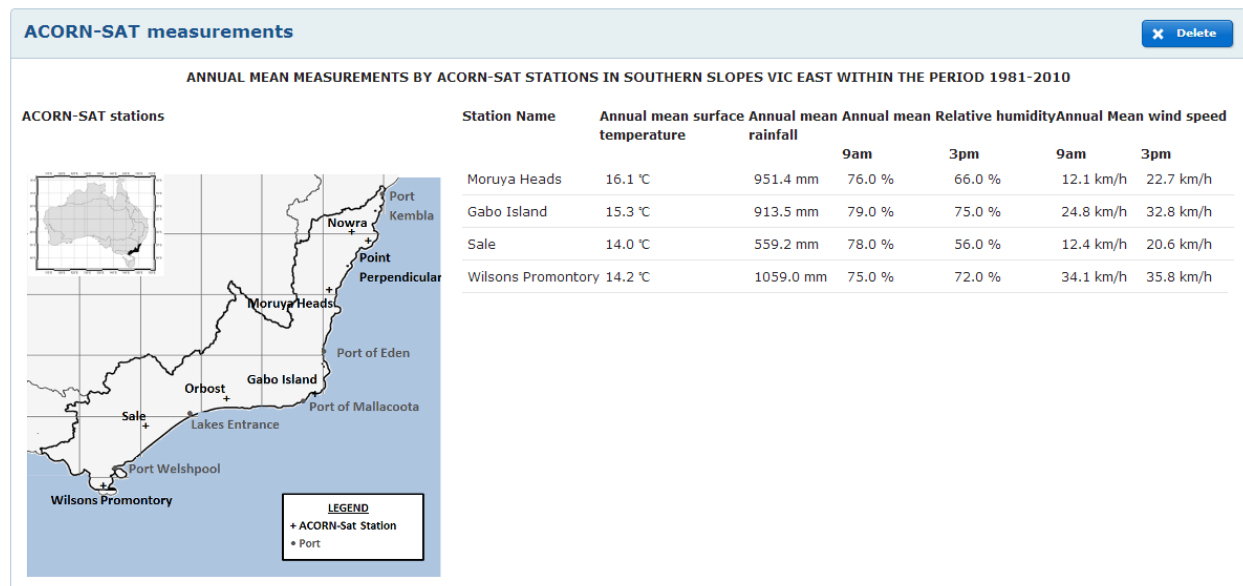 ACORN-SAT measurements
Delete
ANNUAL MEAN MEASUREMENTS BY ACORN-SAT STATIONS IN SOUTHERN SLOPES VIC EAST WITHIN THE PERIOD 1981-2010
ACORN-SAT stations
Port
Kembla
Nowra
Point
Perpendicular
Moruya Heads
Port of Eden
Gabo Island
Orbost
Port of Mallacoota
Sale
Lakes Entrance
Port Welshpool
Wilsons Promontory
LEGEND
+ ACORN-Sat Station
• Port
Station Name Annual mean surface Annual mean Annual mean Relative humidityAnnual Mean wind speed
temperature rainfall
9am 3pm 9am 3pm
Moruya Heads 16.1 ℃ 951.4 mm 76.0 % 66.0 % 12.1 km/h 22.7 km/h
Gabo Island 15.3 ℃ 913.5 mm 79.0 % 75.0 % 24.8 km/h 32.8 km/h
Sale 14.0 ℃ 559.2 mm 78.0 % 56.0 % 12.4 km/h 20.6 km/h
Wilsons Promontory 14.2 ℃ 1059.0 mm 75.0 % 72.0 % 34.1 km/h 35.8 km/h